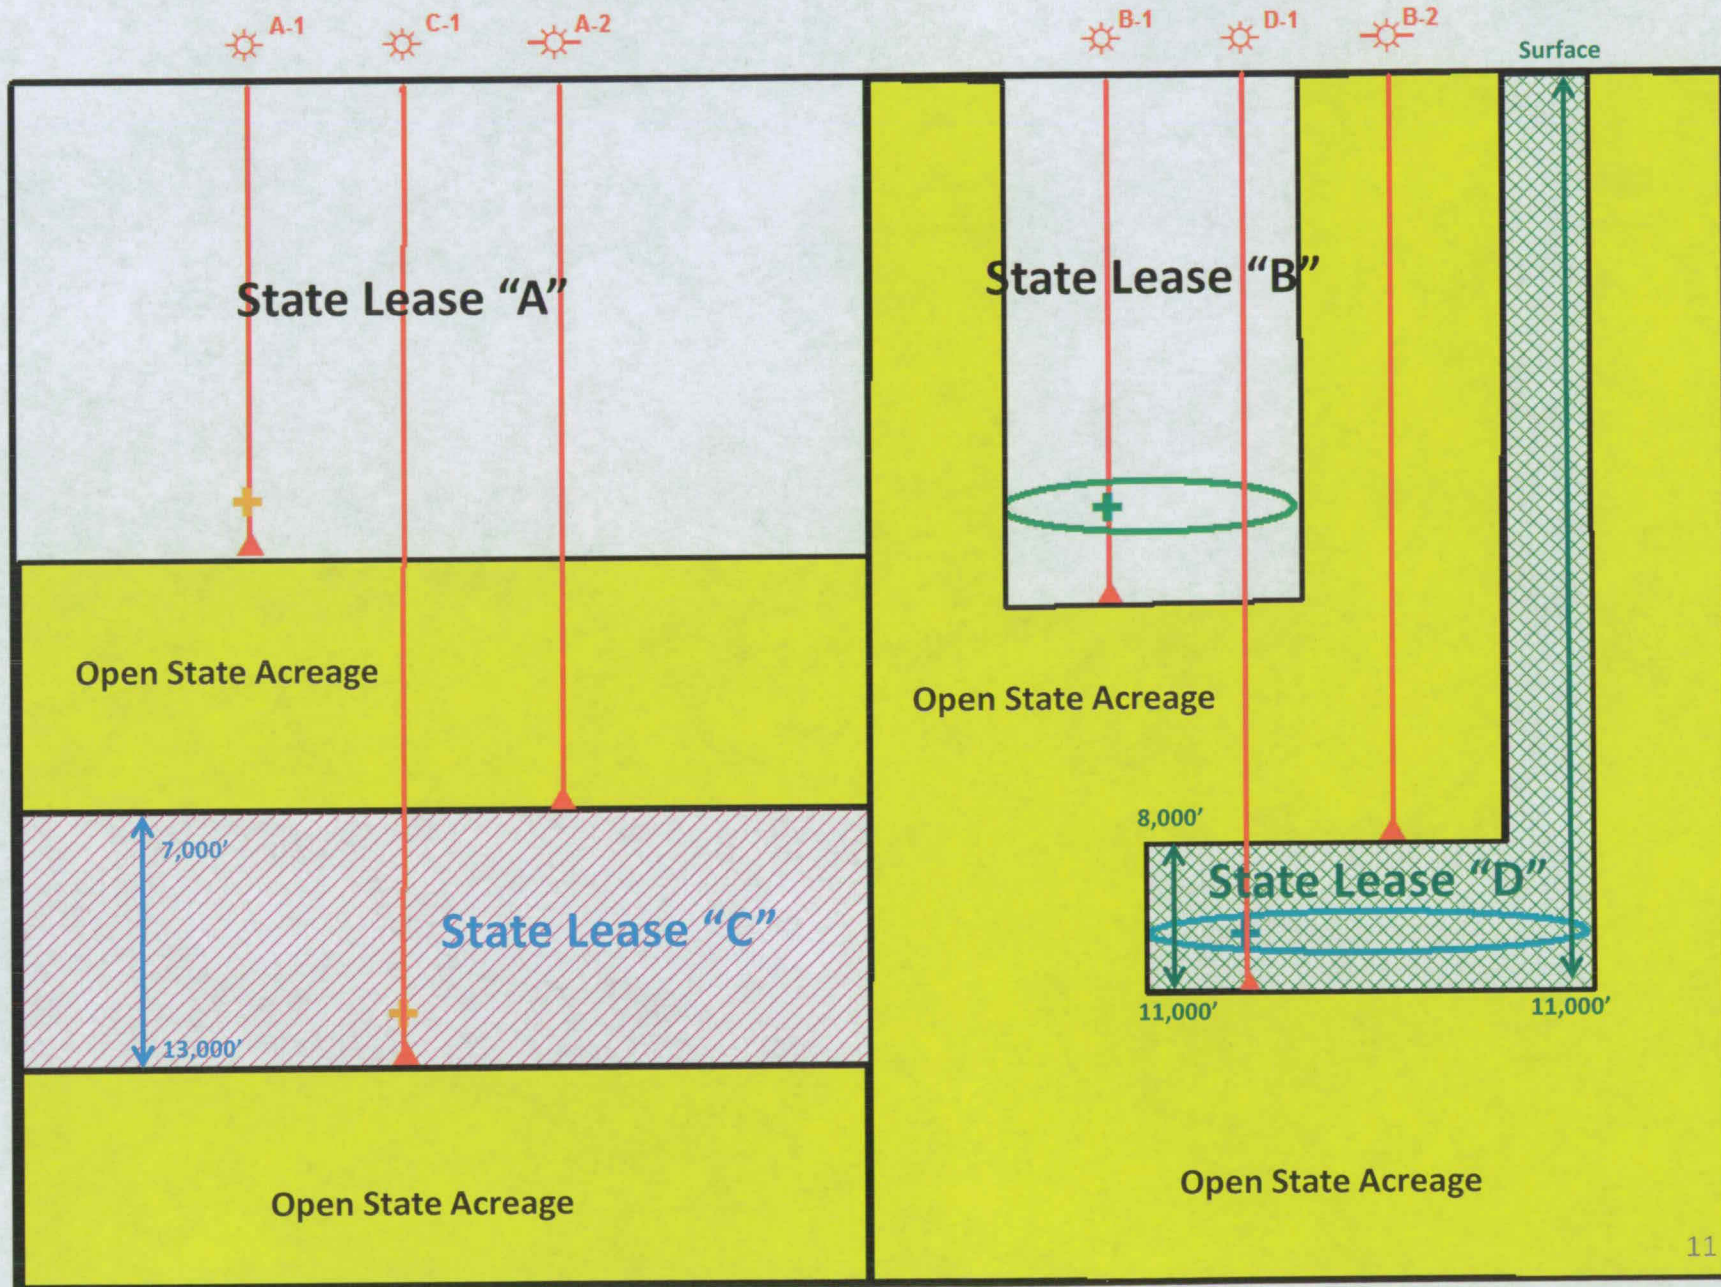 A-1
C-1
A-2
B-1
D-1
B-2
Surface
State Lease “A”
State Lease “B”
Open State Acreage
Open State Acreage
7,000’
8,000’
State Lease “C”
State Lease “D”
13,000’
11,000’
11,000’
Open State Acreage
Open State Acreage
11